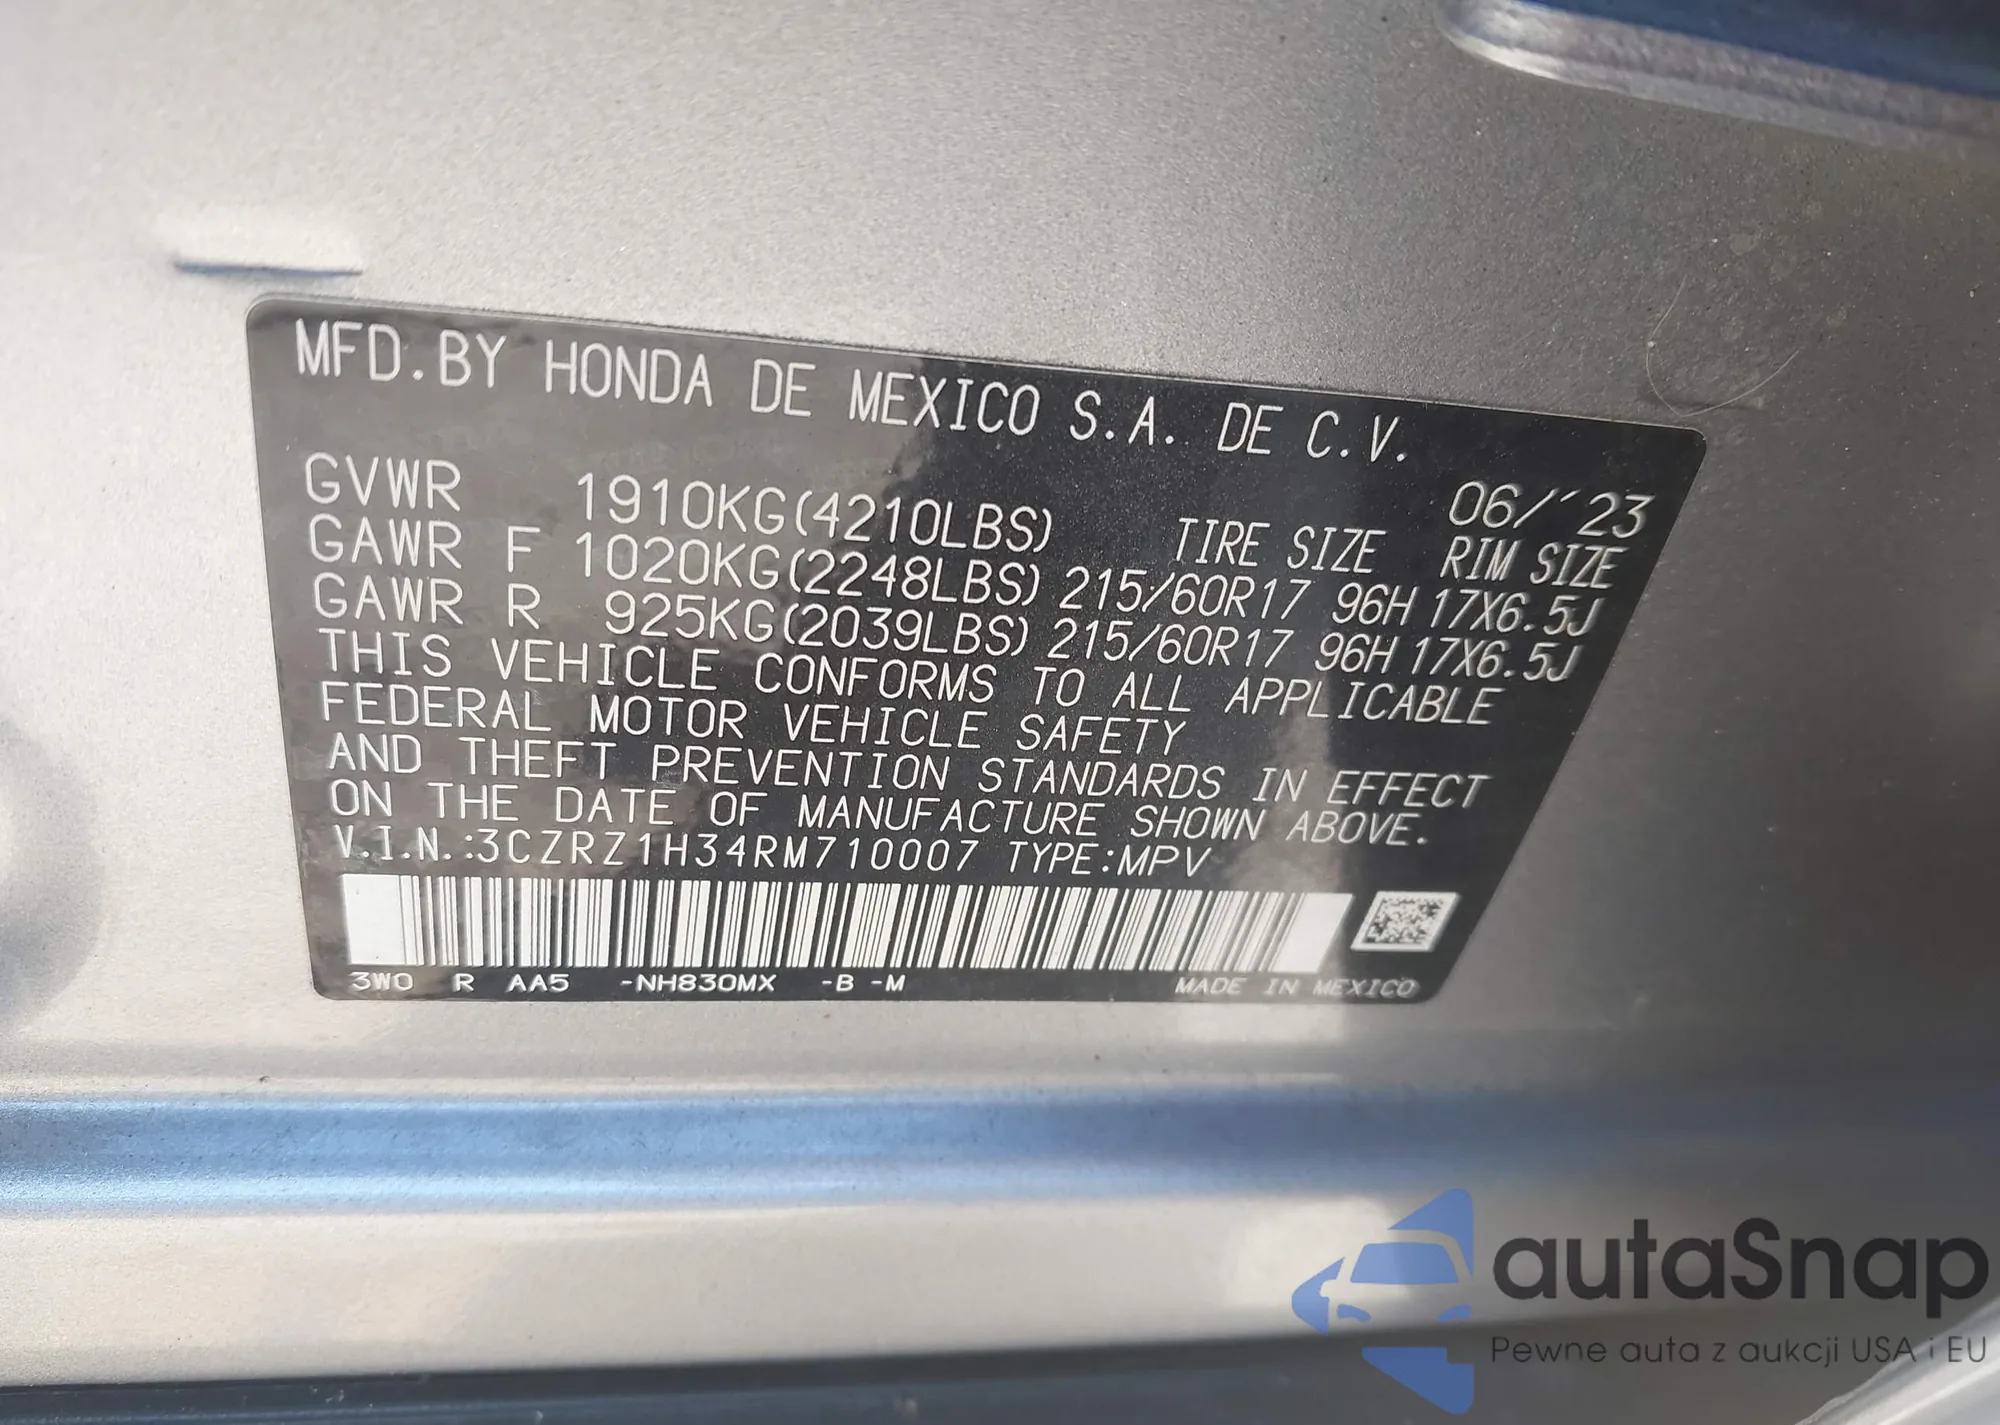 MFD.BY HONDA DE MEXICO S.A. DE C.V.
06/'23
GVWR 1910KG(4210LBS) TIRE SIZE RIM SIZE
GAWR F 1020KG(2248LBS) 215/60R17 96H 17X6.5J
GAWR R 925KG(2039LBS) 215/60R17 96H 17X6.5J
THIS VEHICLE CONFORMS TO ALL APPLICABLE
FEDERAL MOTOR VEHICLE SAFETY
AND THEFT PREVENTION STANDARDS IN EFFECT
ON THE DATE OF MANUFACTURE SHOWN ABOVE.
V.I.N.:3CZRZ1H34RM710007 TYPE:MPV
3W0 R AA5 -NH830MX -B -M MADE IN MEXICO
autaSnap
Pewne auta z aukcji USA i EU